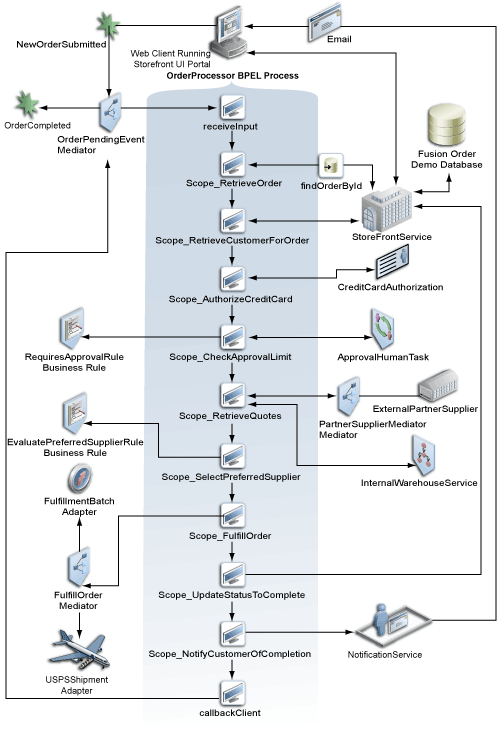 NewOrderSubmitted
Web Client Running
Storefront UI Portal
Email
OrderProcessor BPEL Process
OrderCompleted
OrderPendingEvent
Mediator
receiveInput
Fusion Order
Demo Database
Scope_RetrieveOrder
findOrderById
StoreFrontService
Scope_RetrieveCustomerForOrder
CreditCardAuthorization
Scope_AuthorizeCreditCard
RequiresApprovalRule
Business Rule
Scope_CheckApprovalLimit
ApprovalHumanTask
Scope_RetrieveQuotes
PartnerSupplierMediator
Mediator
ExternalPartnerSupplier
EvaluatePreferredSupplierRule
Business Rule
Scope_SelectPreferredSupplier
InternalWarehouseService
FulfillmentBatch
Adapter
Scope_FulfillOrder
FulfillOrder
Mediator
Scope_UpdateStatusToComplete
USPSShipment
Adapter
Scope_NotifyCustomerOfCompletion
NotificationService
callbackClient